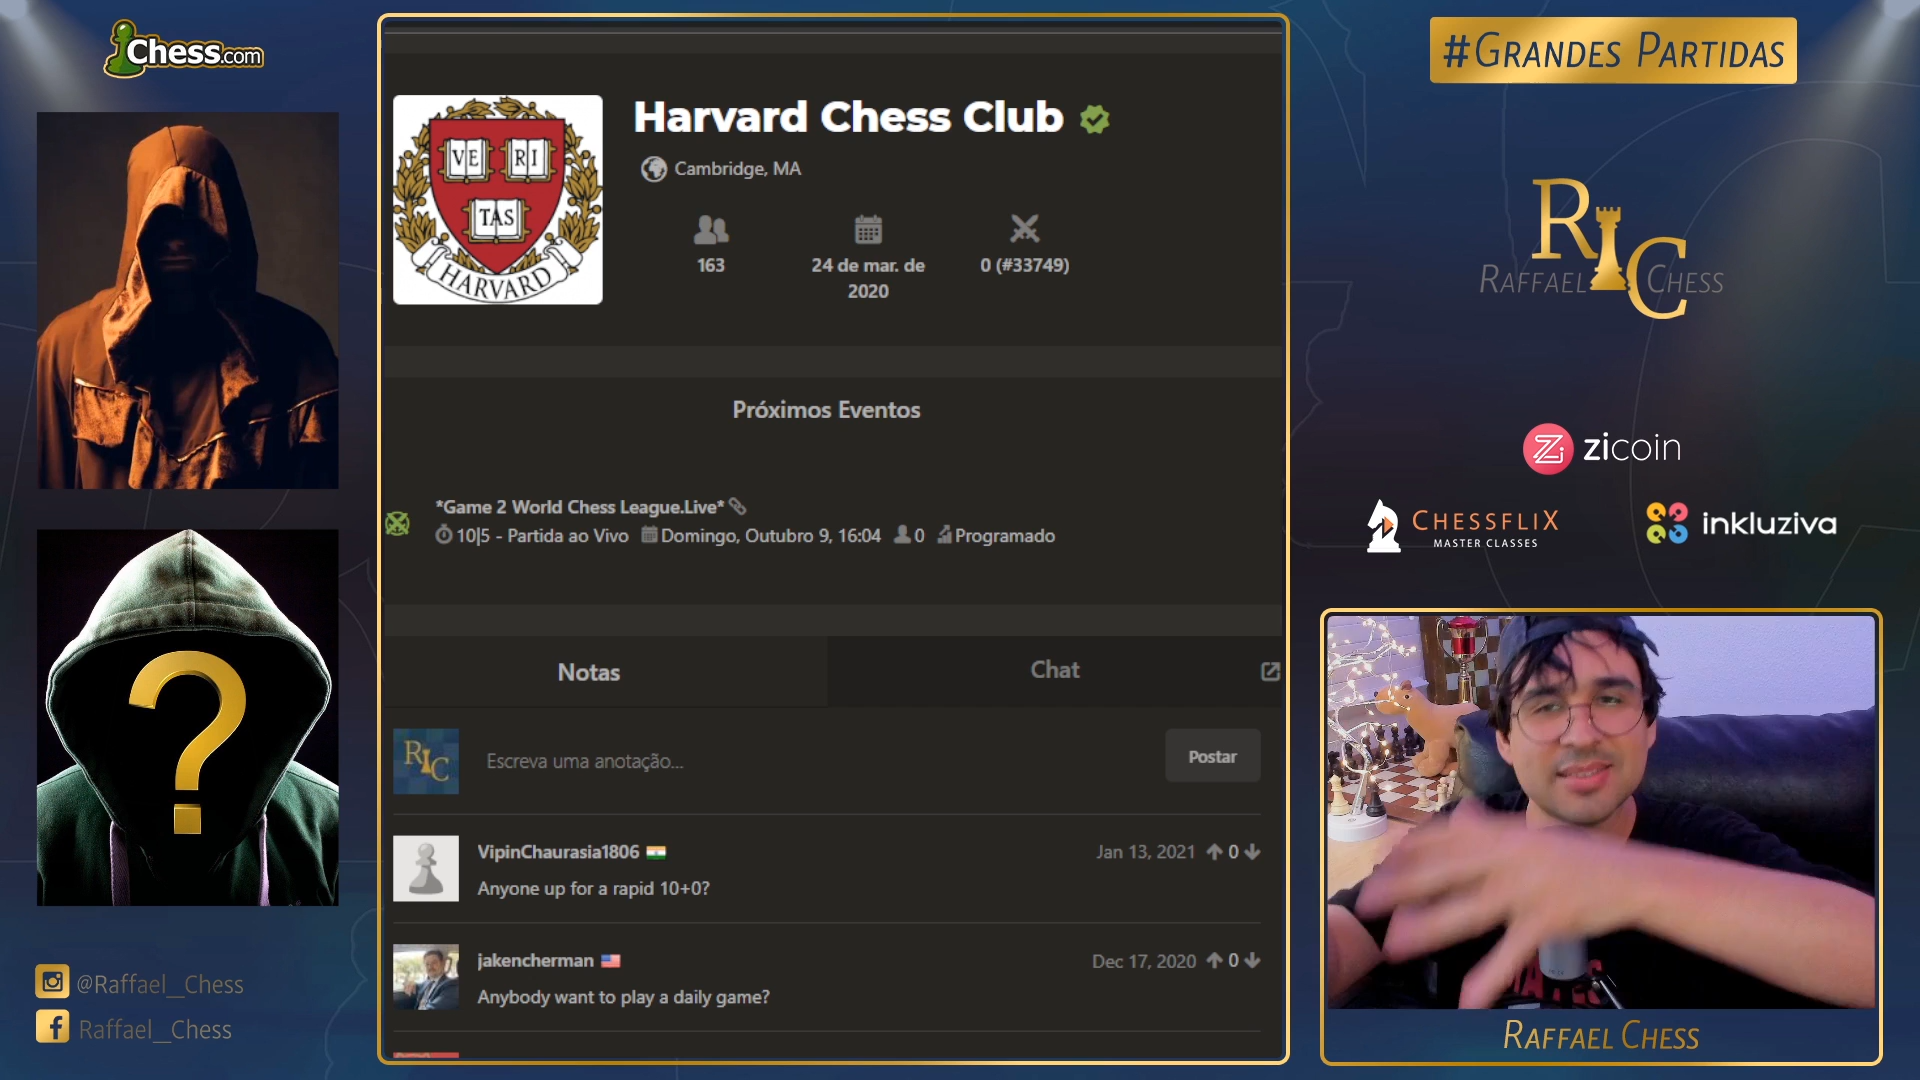 Chess.com
@Raffael_Chess
Raffael_Chess
Harvard Chess Club
Cambridge, MA
VE RI
TAS
HARVARD
163
24 de mar. de
2020
0 (#33749)
Próximos Eventos
*Game 2 World Chess League.Live*
10|5 - Partida ao Vivo Domingo, Outubro 9, 16:04 0 Programado
Notas
Chat
RIC
Escreva uma anotação...
Postar
VipinChaurasia1806
Jan 13, 2021 0
Anyone up for a rapid 10+0?
jakencherman
Dec 17, 2020 0
Anybody want to play a daily game?
#GRANDES PARTIDAS
RIC
RAFFAEL CHESS
zicoin
CHESSFLIX
MASTER CLASSES
inkluziva
RAFFAEL CHESS
?